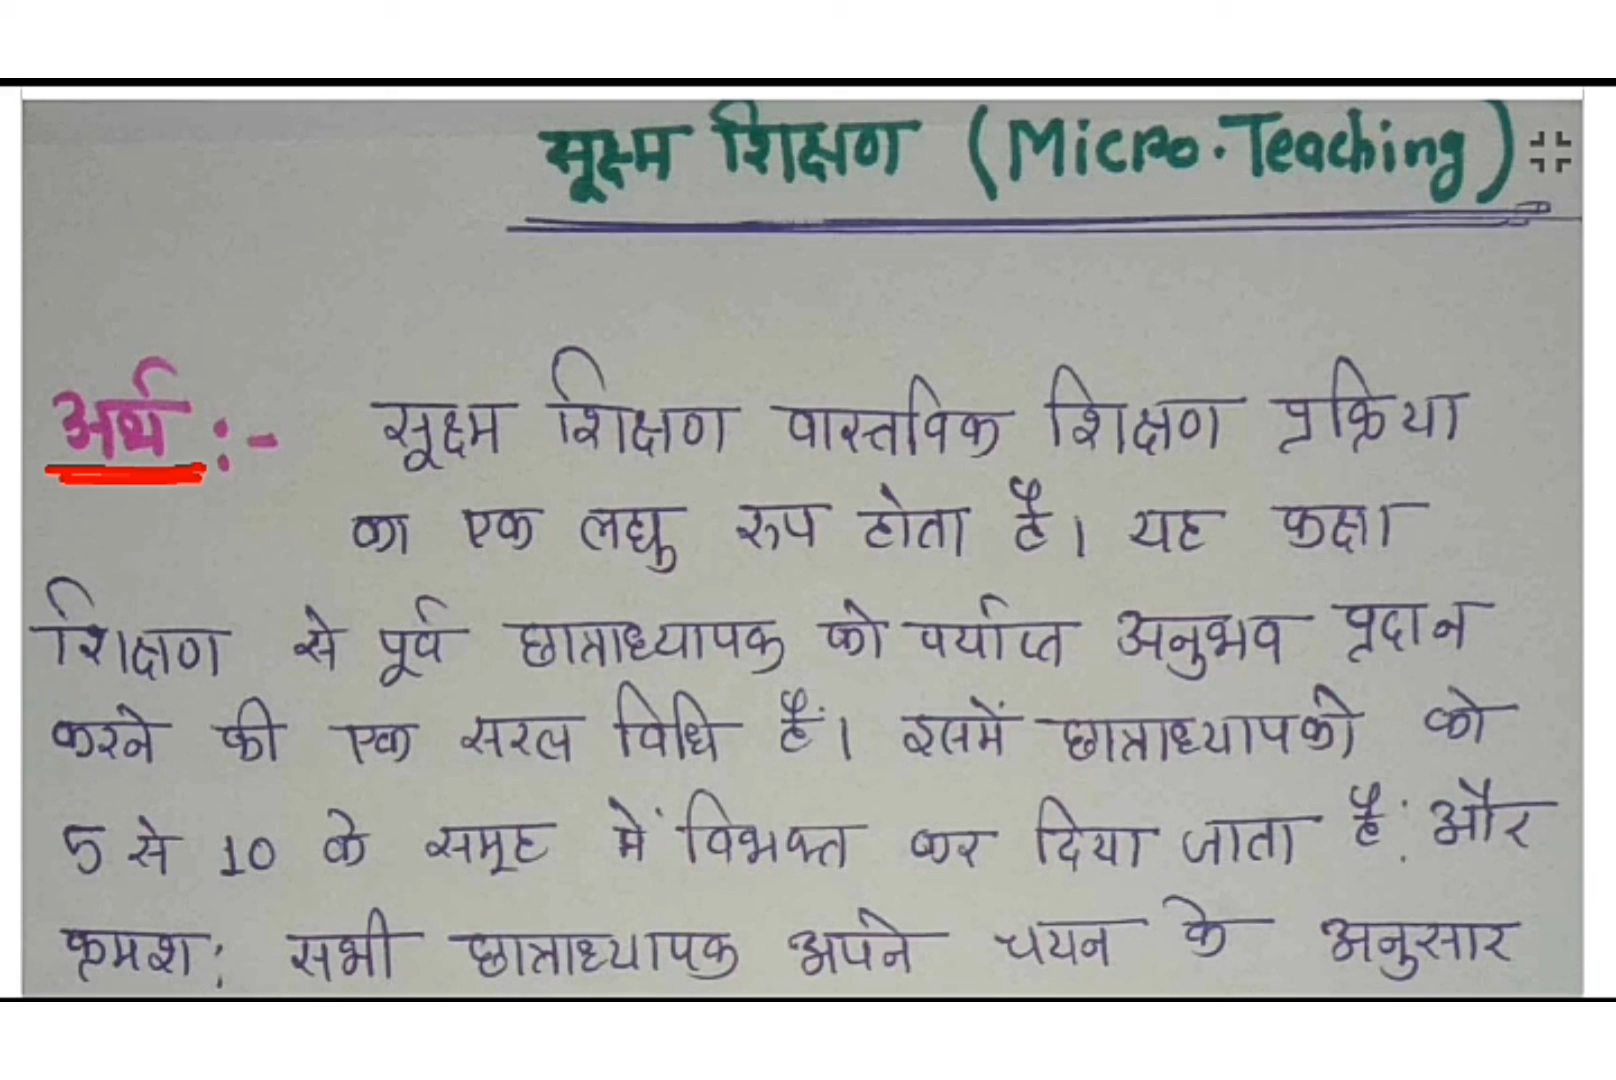 सूक्ष्म शिक्षण (Micro-Teaching)
अर्थ :- सूक्ष्म शिक्षण वास्तविक शिक्षण प्रक्रिया
का एक लघु रूप होता है। यह कक्षा
शिक्षण से पूर्व छात्राध्यापक को पर्याप्त अनुभव प्रदान
करने की एक सरल विधि हैं। इसमें छात्राध्यापको को
5 से 10 के समूह में विभक्त कर दिया जाता है. और
क्रमश: सभी छात्राध्यापक अपने चयन के अनुसार